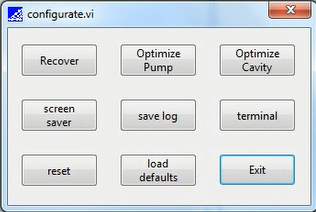 configurate.vi
Recover
Optimize
Pump
Optimize
Cavity
screen
saver
save log
terminal
reset
load
defaults
Exit